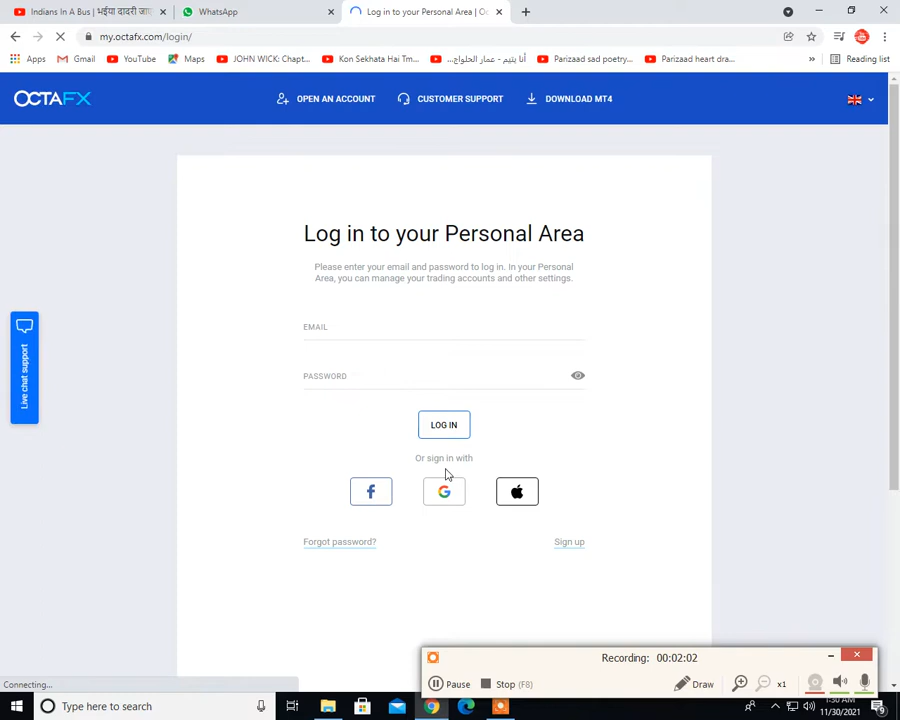 Indians In A Bus | भईया दादरी जाए
WhatsApp
Log in to your Personal Area | Oc
my.octafx.com/login/
Apps
Gmail
YouTube
Maps
JOHN WICK: Chapt...
Kon Sekhata Hai Tm...
أنا يتيم - عمار الحلواج...
Parizaad sad poetry...
Parizaad heart dra...
»
Reading list
OCTAFX
OPEN AN ACCOUNT
CUSTOMER SUPPORT
DOWNLOAD MT4
Log in to your Personal Area
Please enter your email and password to log in. In your Personal
Area, you can manage your trading accounts and other settings.
EMAIL
Live chat support
PASSWORD
LOG IN
Or sign in with
Forgot password?
Sign up
Recording: 00:02:02
Pause
Stop (F8)
Draw
x1
Connecting...
Type here to search
1:30 AM
11/30/2021
9